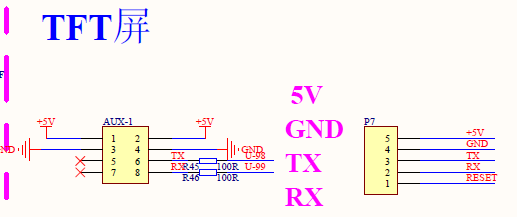 TFT屏
F
5V
GND
TX
RX
AUX-1
+5V
+5V
1 2
3 4
5 6
7 8
ND
GND
TX
R45 100R
U-98
RX
R46 100R
U-99
P7
5 +5V
4 GND
3 TX
2 RX
1 RESET